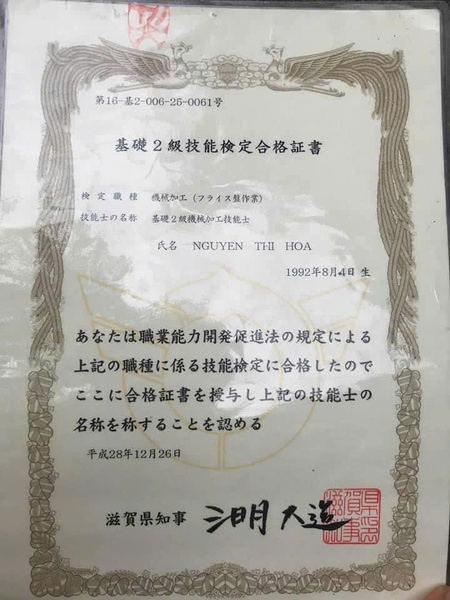 第16-基2-006-25-0061号
基礎２級技能検定合格証書
検定職種 機械加工（フライス盤作業）
技能士の名称 基礎２級機械加工技能士
氏名 NGUYEN THI HOA
1992年8月4日 生
あなたは職業能力開発促進法の規定による
上記の職種に係る技能検定に合格したので
ここに合格証書を授与し上記の技能士の
名称を称することを認める
平成28年12月26日
滋賀県知事 三日月大造